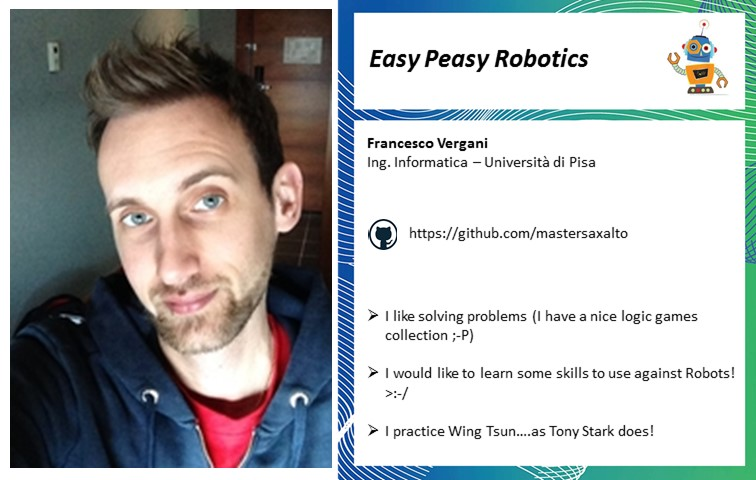 Easy Peasy Robotics
Francesco Vergani
Ing. Informatica – Università di Pisa
https://github.com/mastersaxalto
➢ I like solving problems (I have a nice logic games
collection ;-P)
➢ I would like to learn some skills to use against Robots!
>:-/
➢ I practice Wing Tsun....as Tony Stark does!